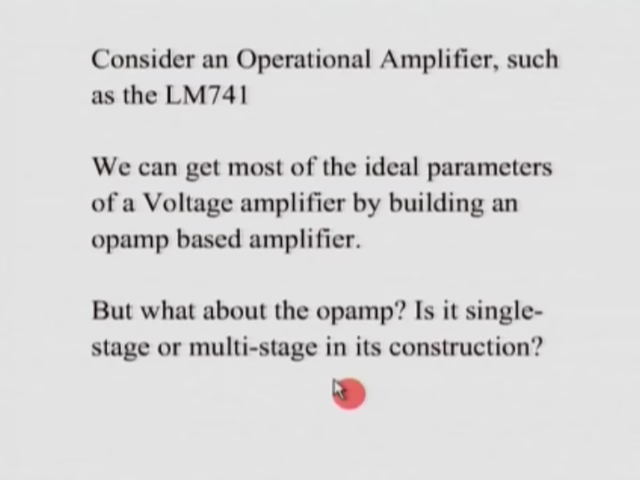 Consider an Operational Amplifier, such
as the LM741
We can get most of the ideal parameters
of a Voltage amplifier by building an
opamp based amplifier.
But what about the opamp? Is it single-
stage or multi-stage in its construction?